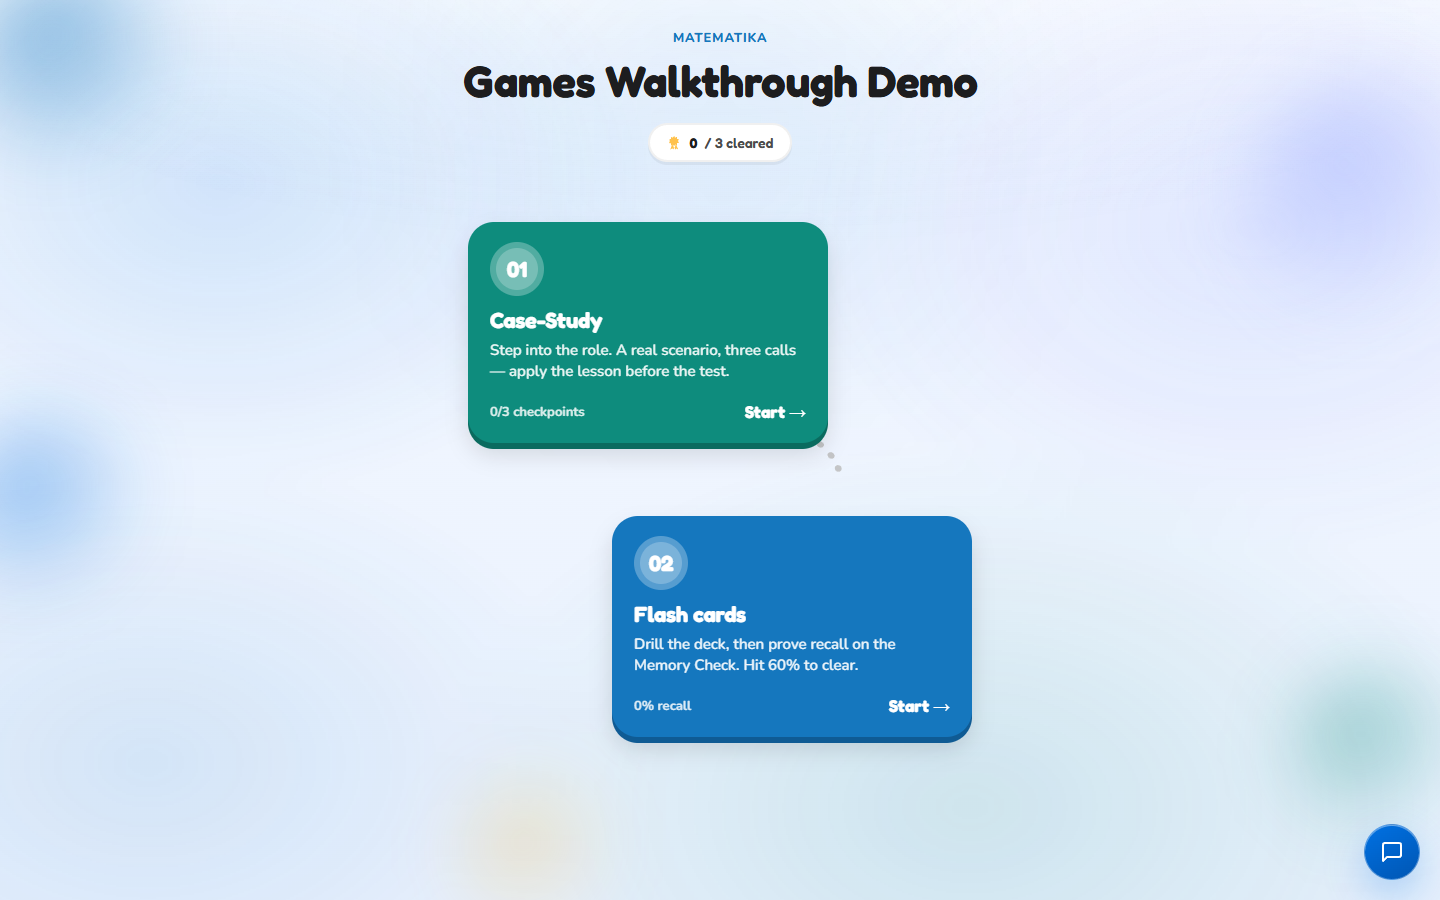 MATEMATIKA
Games Walkthrough Demo
0 / 3 cleared
01
Case-Study
Step into the role. A real scenario, three calls
— apply the lesson before the test.
0/3 checkpoints
Start →
02
Flash cards
Drill the deck, then prove recall on the
Memory Check. Hit 60% to clear.
0% recall
Start →